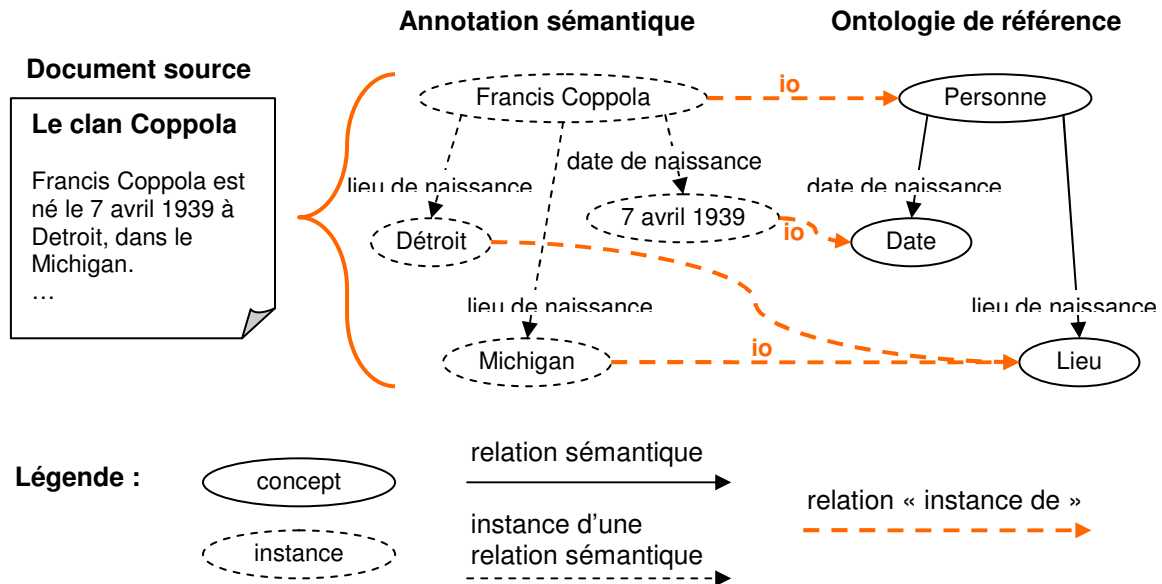 Annotation sémantique
Ontologie de référence
Document source
Le clan Coppola
Francis Coppola est
né le 7 avril 1939 à
Detroit, dans le
Michigan.
…
Francis Coppola
io
Personne
date de naissance
lieu de naissance
date de naissance
7 avril 1939
Détroit
io
Date
lieu de naissance
lieu de naissance
Michigan
io
Lieu
Légende :
concept
relation sémantique
relation « instance de »
instance
instance d'une
relation sémantique